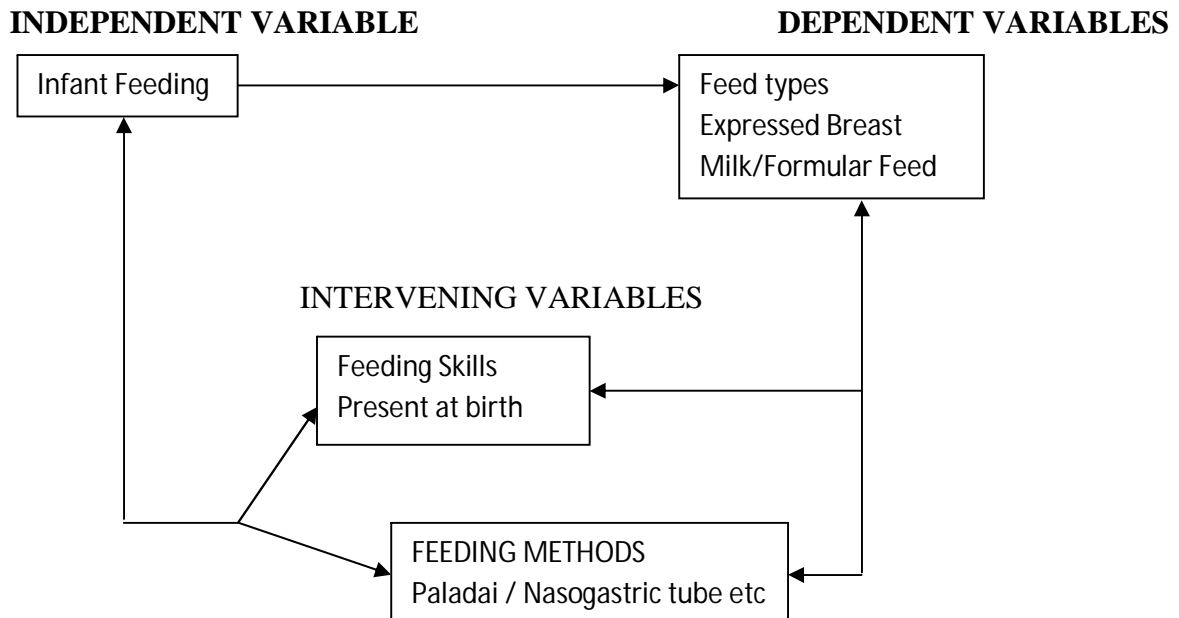 INDEPENDENT VARIABLE
DEPENDENT VARIABLES
Infant Feeding
Feed types
Expressed Breast
Milk/Formular Feed
INTERVENING VARIABLES
Feeding Skills
Present at birth
FEEDING METHODS
Paladai / Nasogastric tube etc